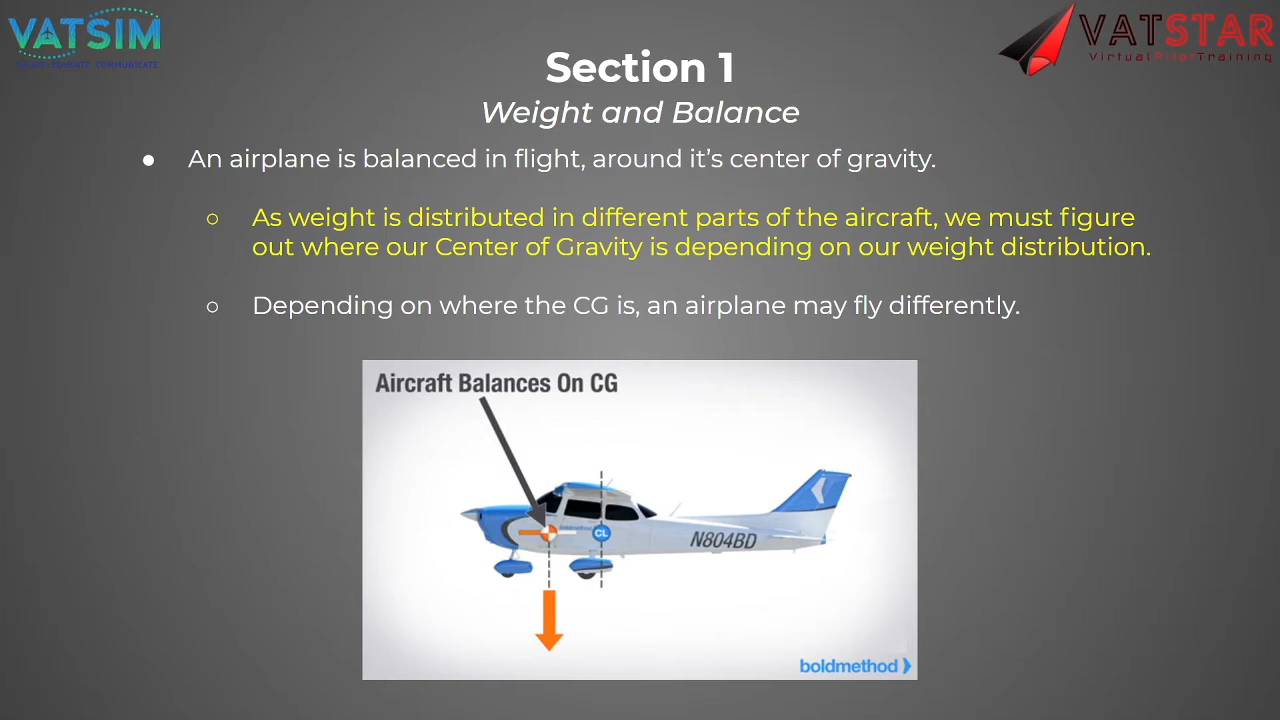 VATSIM
VATSTAR
VirtualPilotTraining
Section 1
Weight and Balance
● An airplane is balanced in flight, around it’s center of gravity.
○ As weight is distributed in different parts of the aircraft, we must figure
out where our Center of Gravity is depending on our weight distribution.
○ Depending on where the CG is, an airplane may fly differently.
Aircraft Balances On CG
boldmethod
CL
N804BD
boldmethod